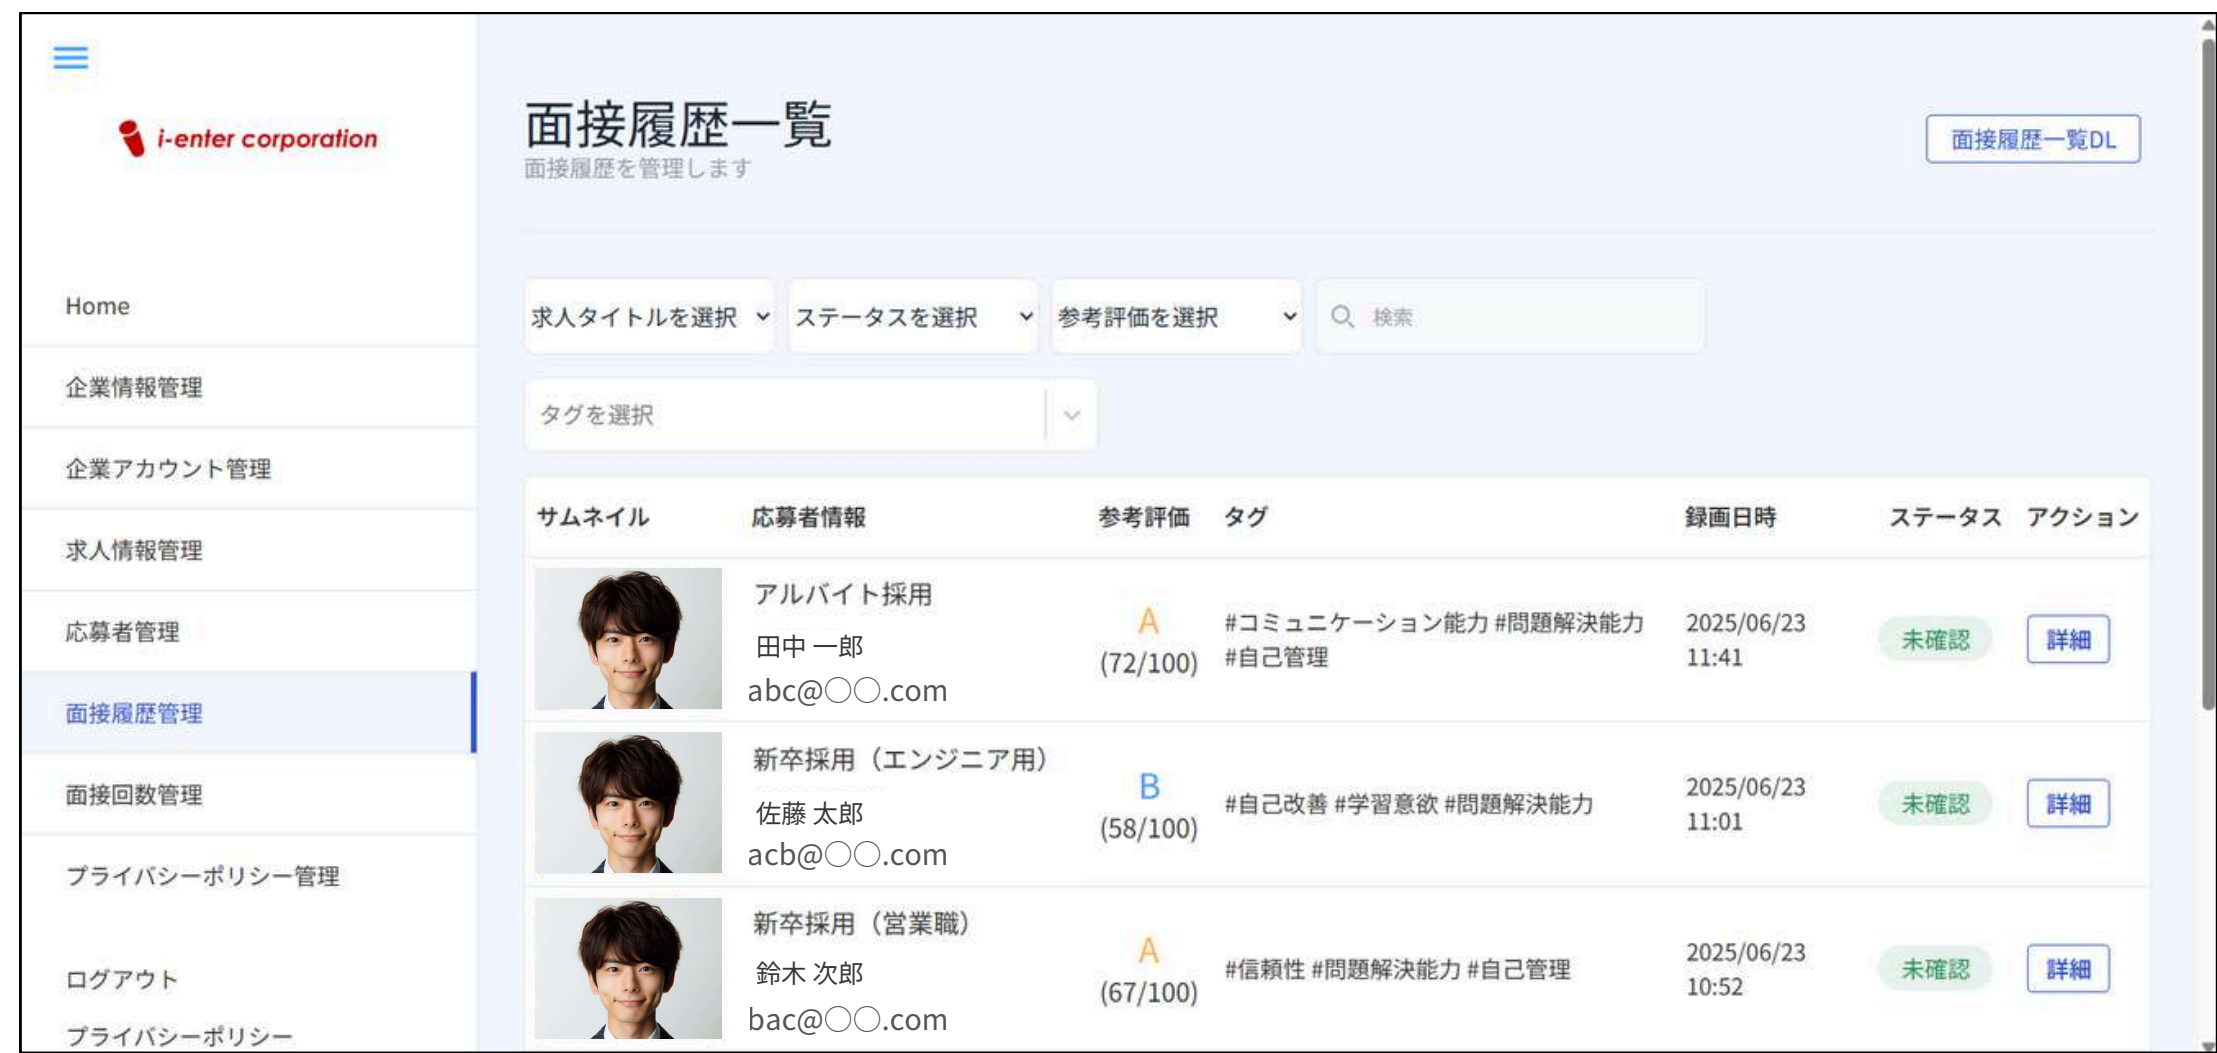 i-enter corporation
Home
企業情報管理
企業アカウント管理
求人情報管理
応募者管理
面接履歴管理
面接回数管理
プライバシーポリシー管理
ログアウト
プライバシーポリシー
面接履歴一覧
面接履歴を管理します
面接履歴一覧DL
求人タイトルを選択 ステータスを選択 参考評価を選択 検索
タグを選択
サムネイル 応募者情報 参考評価 タグ 録画日時 ステータス アクション
アルバイト採用
田中 一郎
abc@〇〇.com
A
(72/100)
#コミュニケーション能力 #問題解決能力
#自己管理
2025/06/23
11:41
未確認
詳細
新卒採用（エンジニア用）
佐藤 太郎
acb@〇〇.com
B
(58/100)
#自己改善 #学習意欲 #問題解決能力
2025/06/23
11:01
未確認
詳細
新卒採用（営業職）
鈴木 次郎
bac@〇〇.com
A
(67/100)
#信頼性 #問題解決能力 #自己管理
2025/06/23
10:52
未確認
詳細